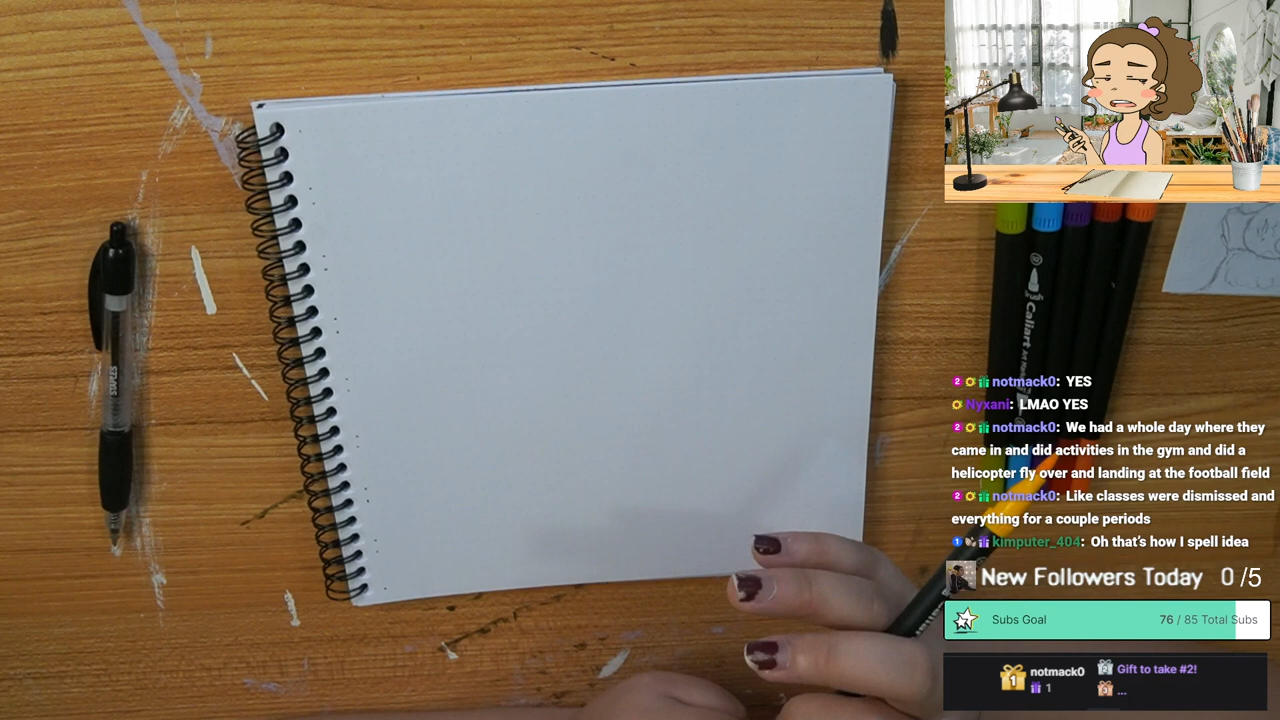 STAPLES
Brush
Caliart
notmack0: YES
Nyxani: LMAO YES
notmack0: We had a whole day where they
came in and did activities in the gym and did a
helicopter fly over and landing at the football field
notmack0: Like classes were dismissed and
everything for a couple periods
kimputer_404: Oh that's how I spell idea
New Followers Today 0 /5
Subs Goal 76 / 85 Total Subs
1 notmack0
1
Gift to take #2!
...